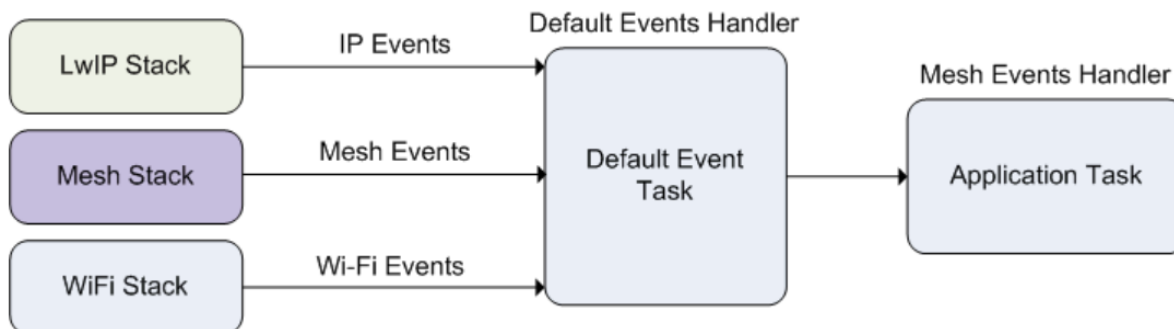 Default Events Handler
LwIP Stack
IP Events
Mesh Events Handler
Mesh Stack
Mesh Events
Default Event
Task
Application Task
WiFi Stack
Wi-Fi Events